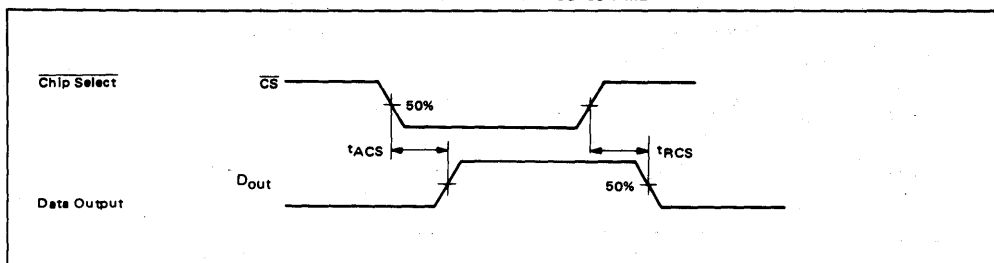 Chip Select CS
50%
tACS tRCS
Dout 50%
Data Output